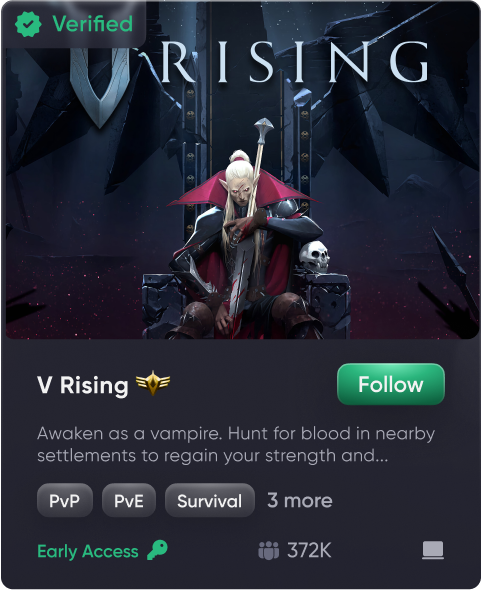 Verified
V RISING
V Rising
Follow
Awaken as a vampire. Hunt for blood in nearby
settlements to regain your strength and...
PvP PvE Survival 3 more
Early Access 372K